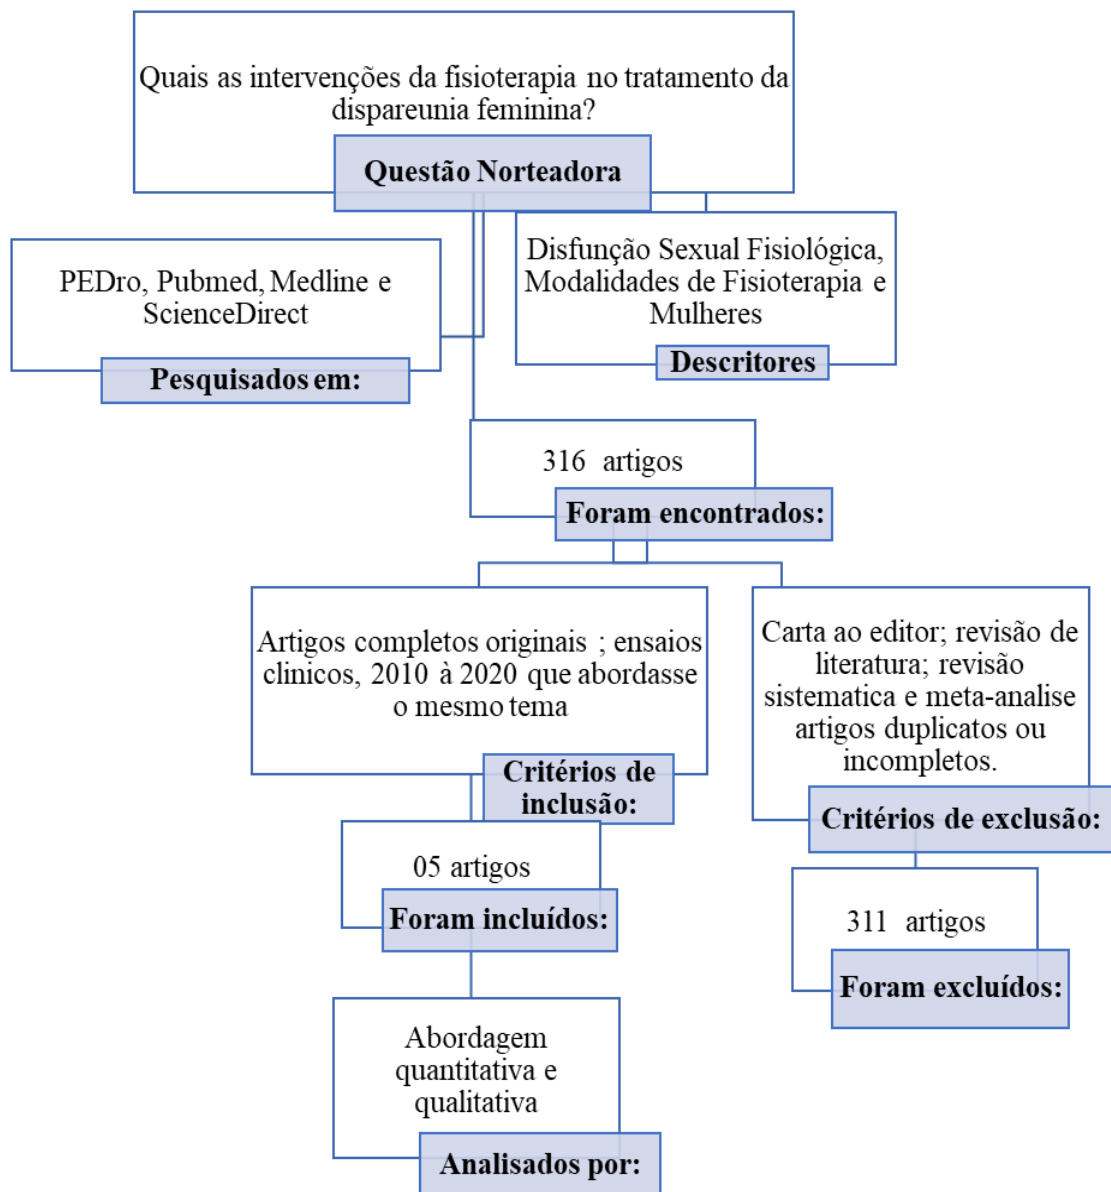 Quais as intervenções da fisioterapia no tratamento da
dispareunia feminina?
Questão Norteadora
PEDro, Pubmed, Medline e
ScienceDirect
Pesquisados em:
Disfunção Sexual Fisiológica,
Modalidades de Fisioterapia e
Mulheres
Descritores
316 artigos
Foram encontrados:
Artigos completos originais ; ensaios
clinicos, 2010 à 2020 que abordasse
o mesmo tema
Critérios de
inclusão:
Carta ao editor; revisão de
literatura; revisão
sistematica e meta-analise
artigos duplicatos ou
incompletos.
Critérios de exclusão:
05 artigos
Foram incluídos:
311 artigos
Foram excluídos:
Abordagem
quantitativa e
qualitativa
Analisados por: